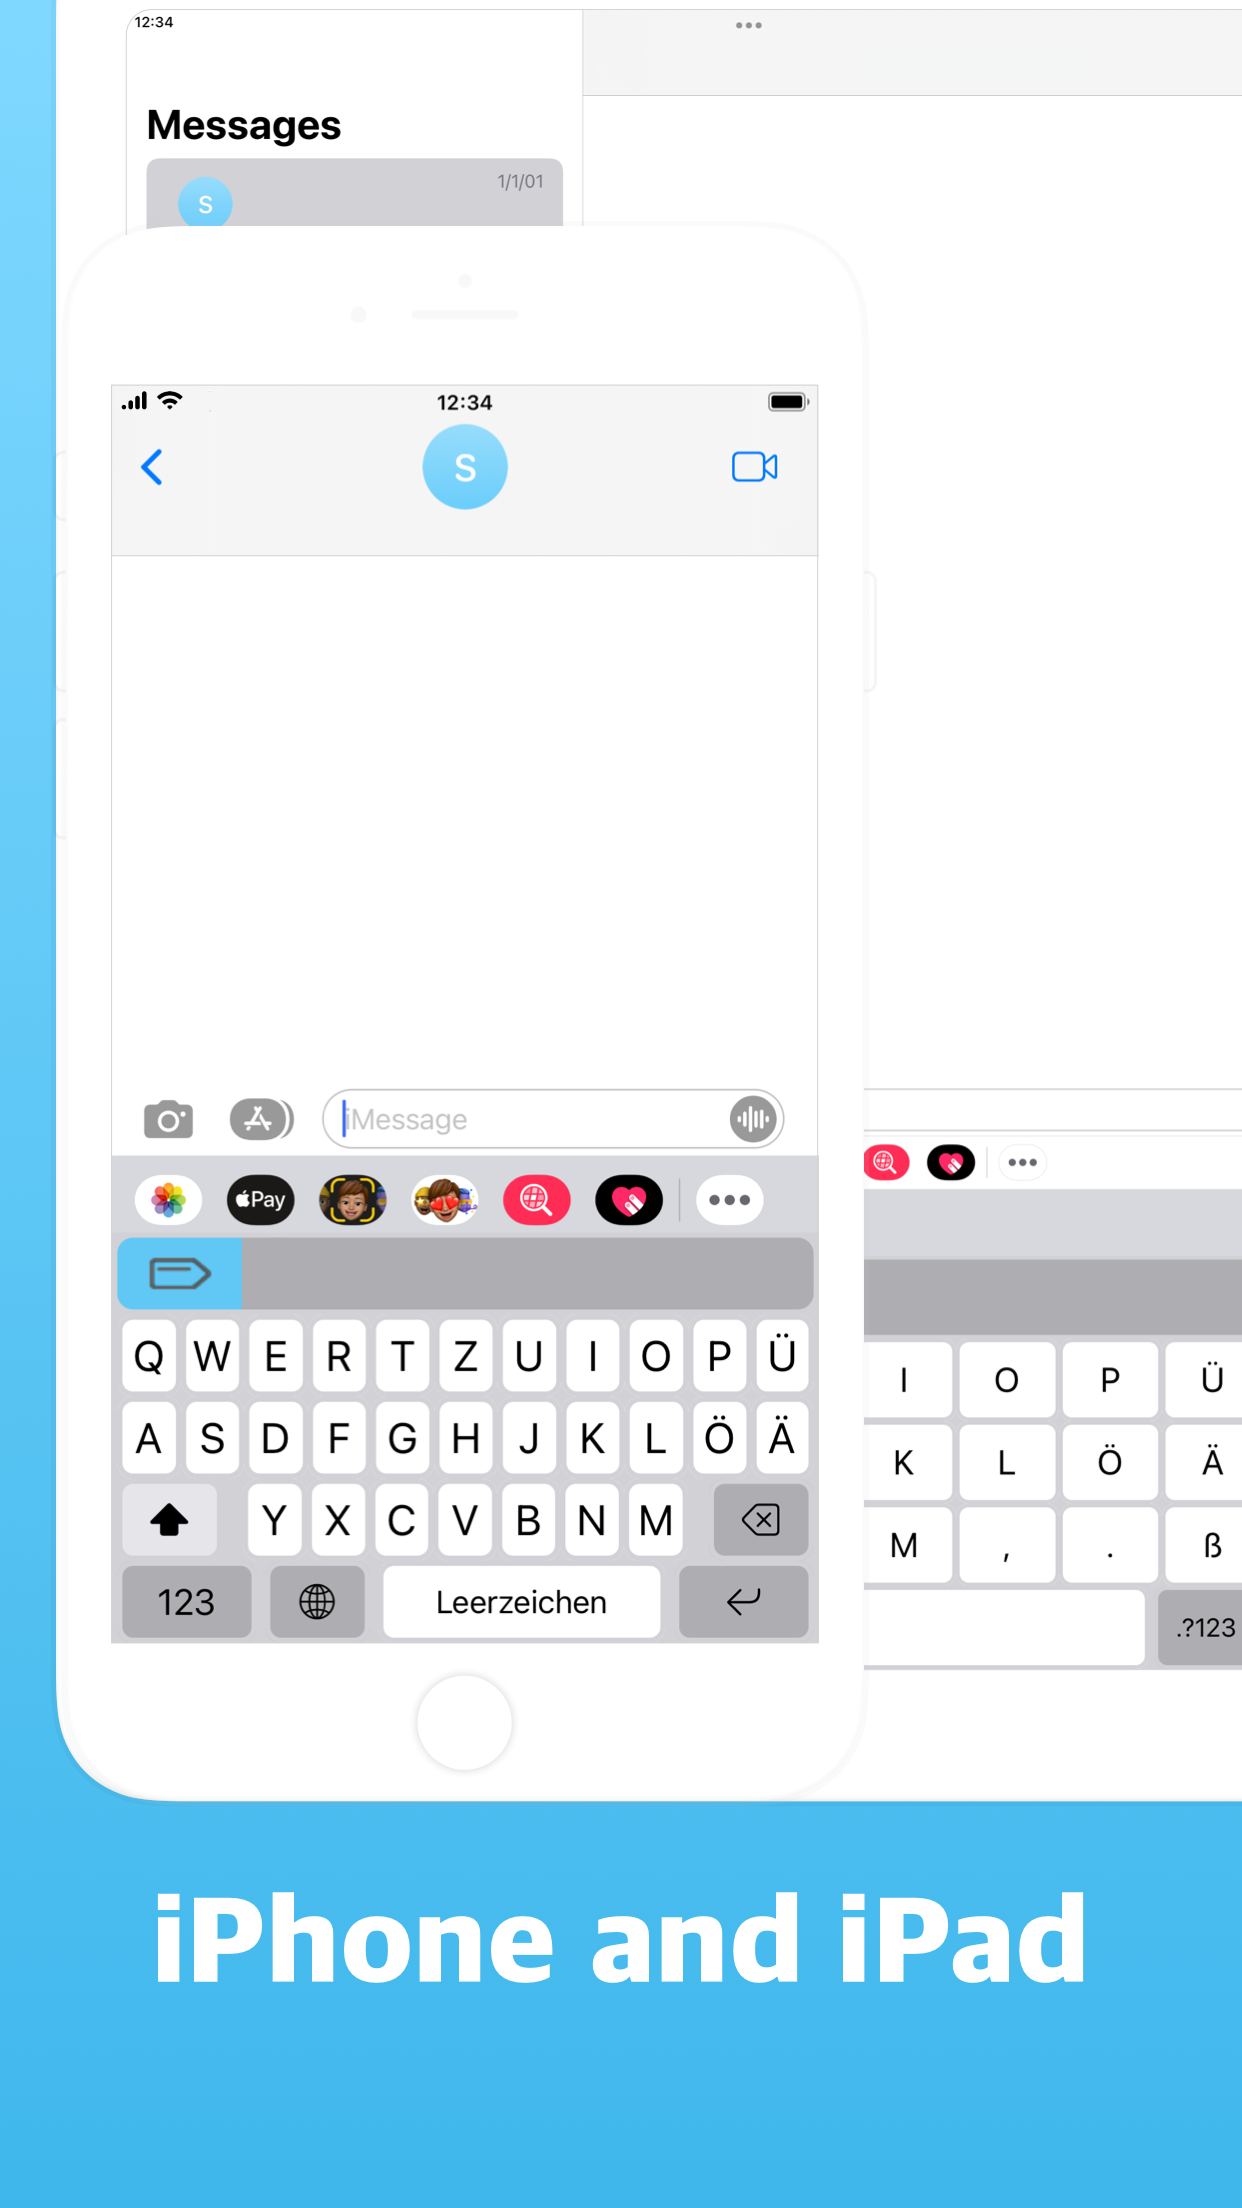 12:34
Messages
1/1/01
S
12:34
S
iMessage
Pay
Q W E R T Z U I O P Ü
A S D F G H J K L Ö Ä
Y X C V B N M
123
Leerzeichen
I O P Ü
K L Ö Ä
M , . ß
.?123
iPhone and iPad